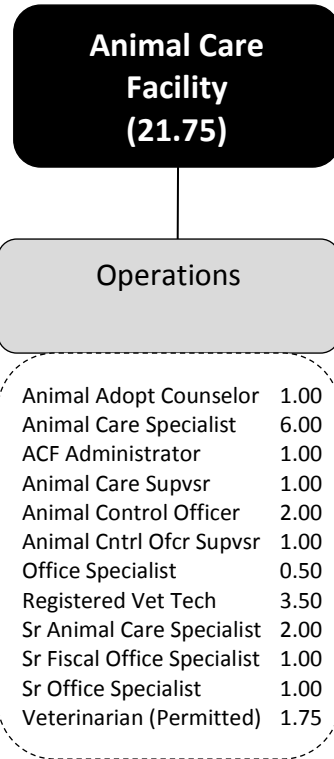 Animal Care
Facility
(21.75)
Operations
Animal Adopt Counselor 1.00
Animal Care Specialist 6.00
ACF Administrator 1.00
Animal Care Supvsr 1.00
Animal Control Officer 2.00
Animal Cntrl Ofcr Supvsr 1.00
Office Specialist 0.50
Registered Vet Tech 3.50
Sr Animal Care Specialist 2.00
Sr Fiscal Office Specialist 1.00
Sr Office Specialist 1.00
Veterinarian (Permitted) 1.75